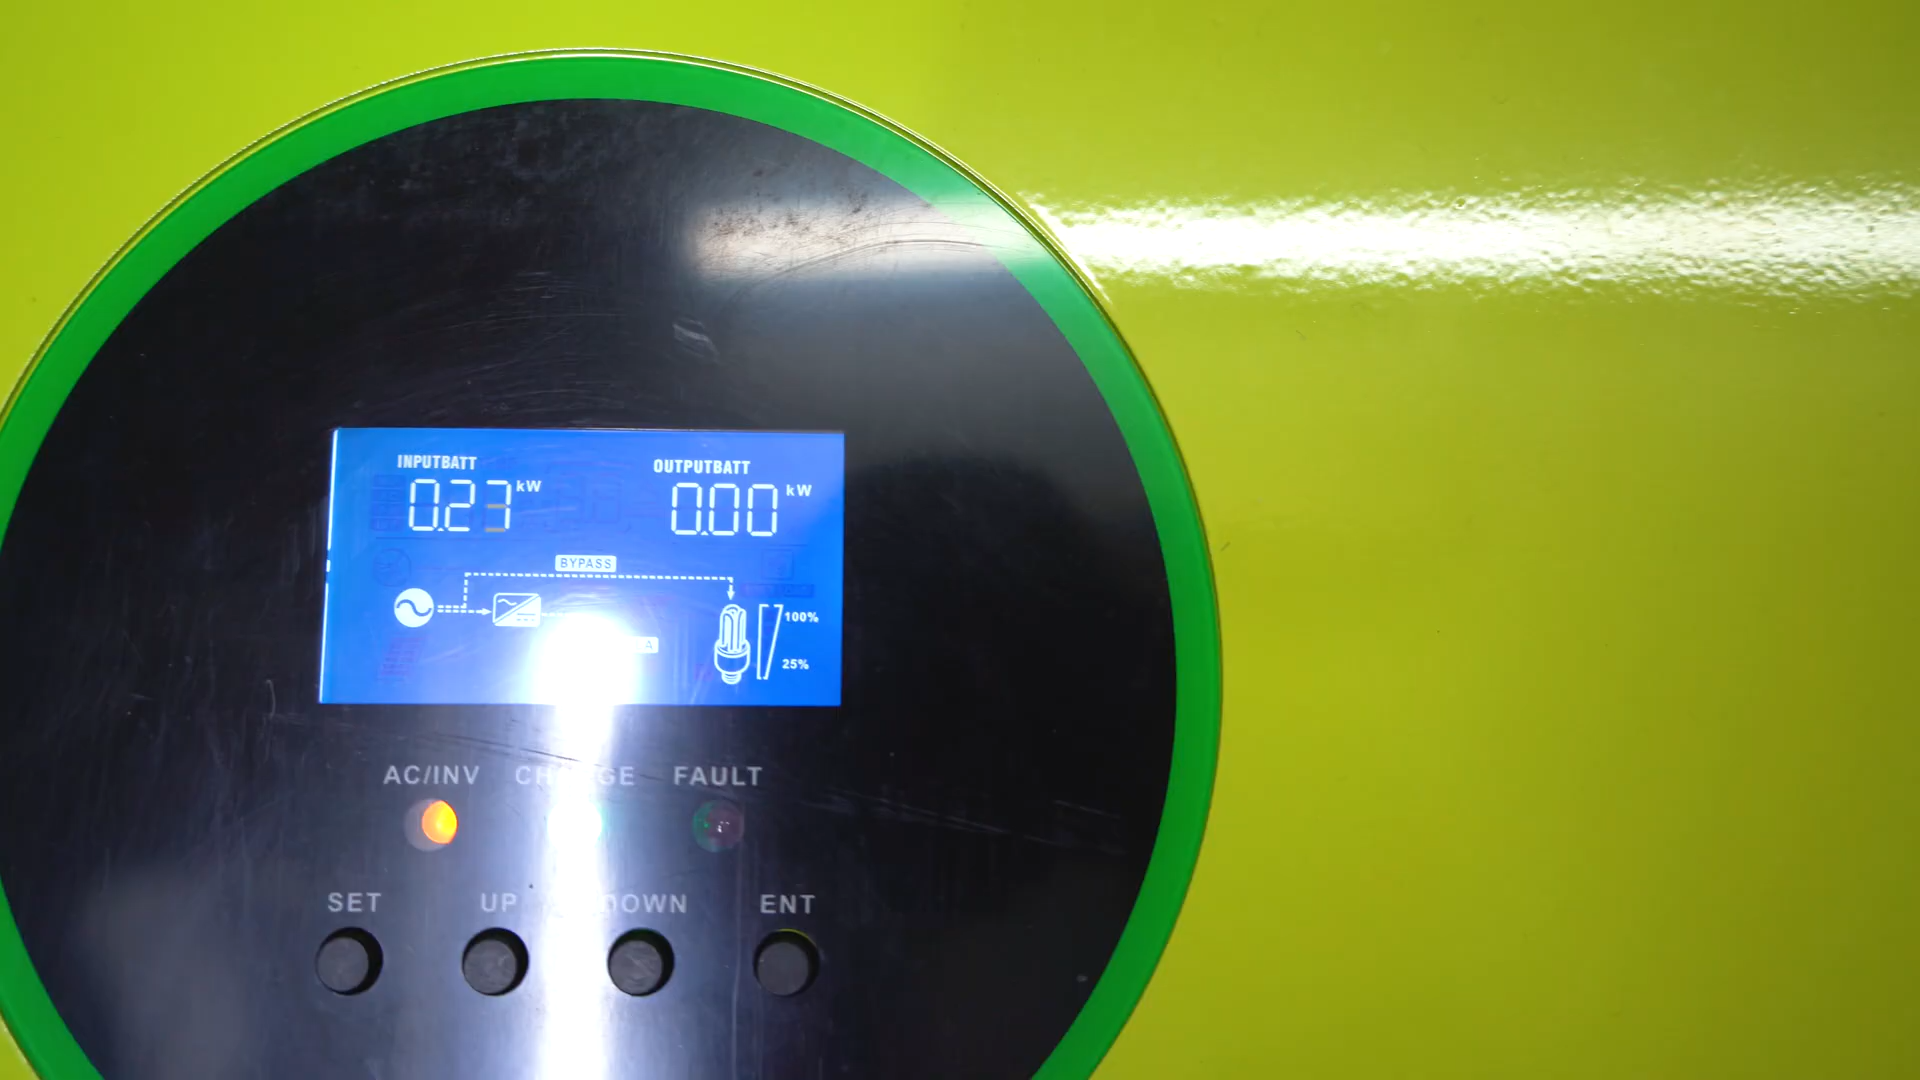 INPUTBATT OUTPUTBATT
0.23 kW 0.00 kW
BYPASS
100%
A
25%
AC/INV CHARGE FAULT
SET UP DOWN ENT